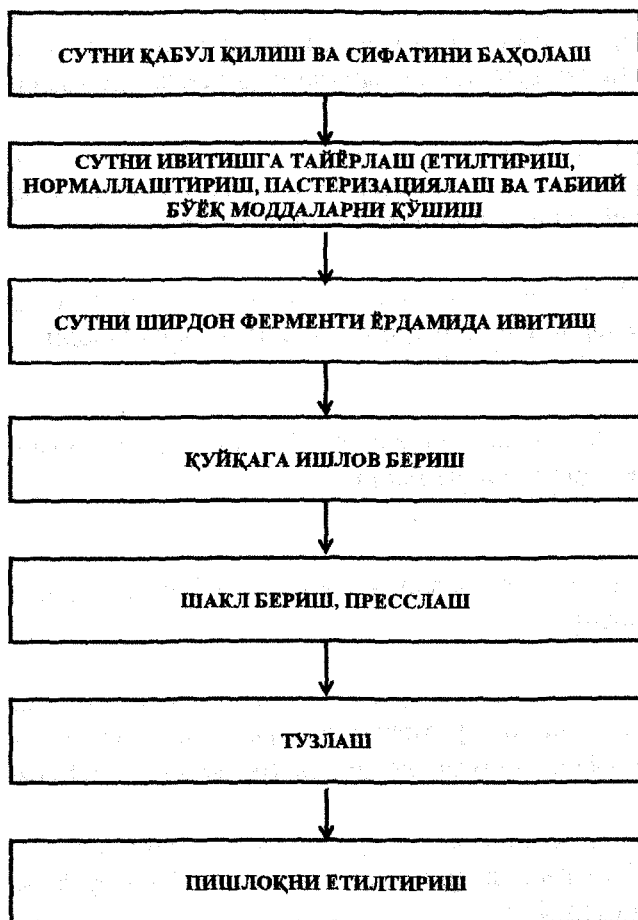 СУТНИ ҚАБУЛ ҚИЛИШ ВА СИФАТИНИ БАҲОЛАШ
СУТНИ ИВИТИШГА ТАЙЁРЛАШ (ЕТИЛТИРИШ,
НОРМАЛЛАШТИРИШ, ПАСТЕРИЗАЦИЯЛАШ ВА ТАБИИЙ
БЎЁҚ МОДДАЛАРНИ ҚЎШИШ
СУТНИ ШИРДОН ФЕРМЕНТИ ЁРДАМИДА ИВИТИШ
ҚУЙҚАГА ИШЛОВ БЕРИШ
ШАКЛ БЕРИШ, ПРЕССЛАШ
ТУЗЛАШ
ПИШЛОҚНИ ЕТИЛТИРИШ